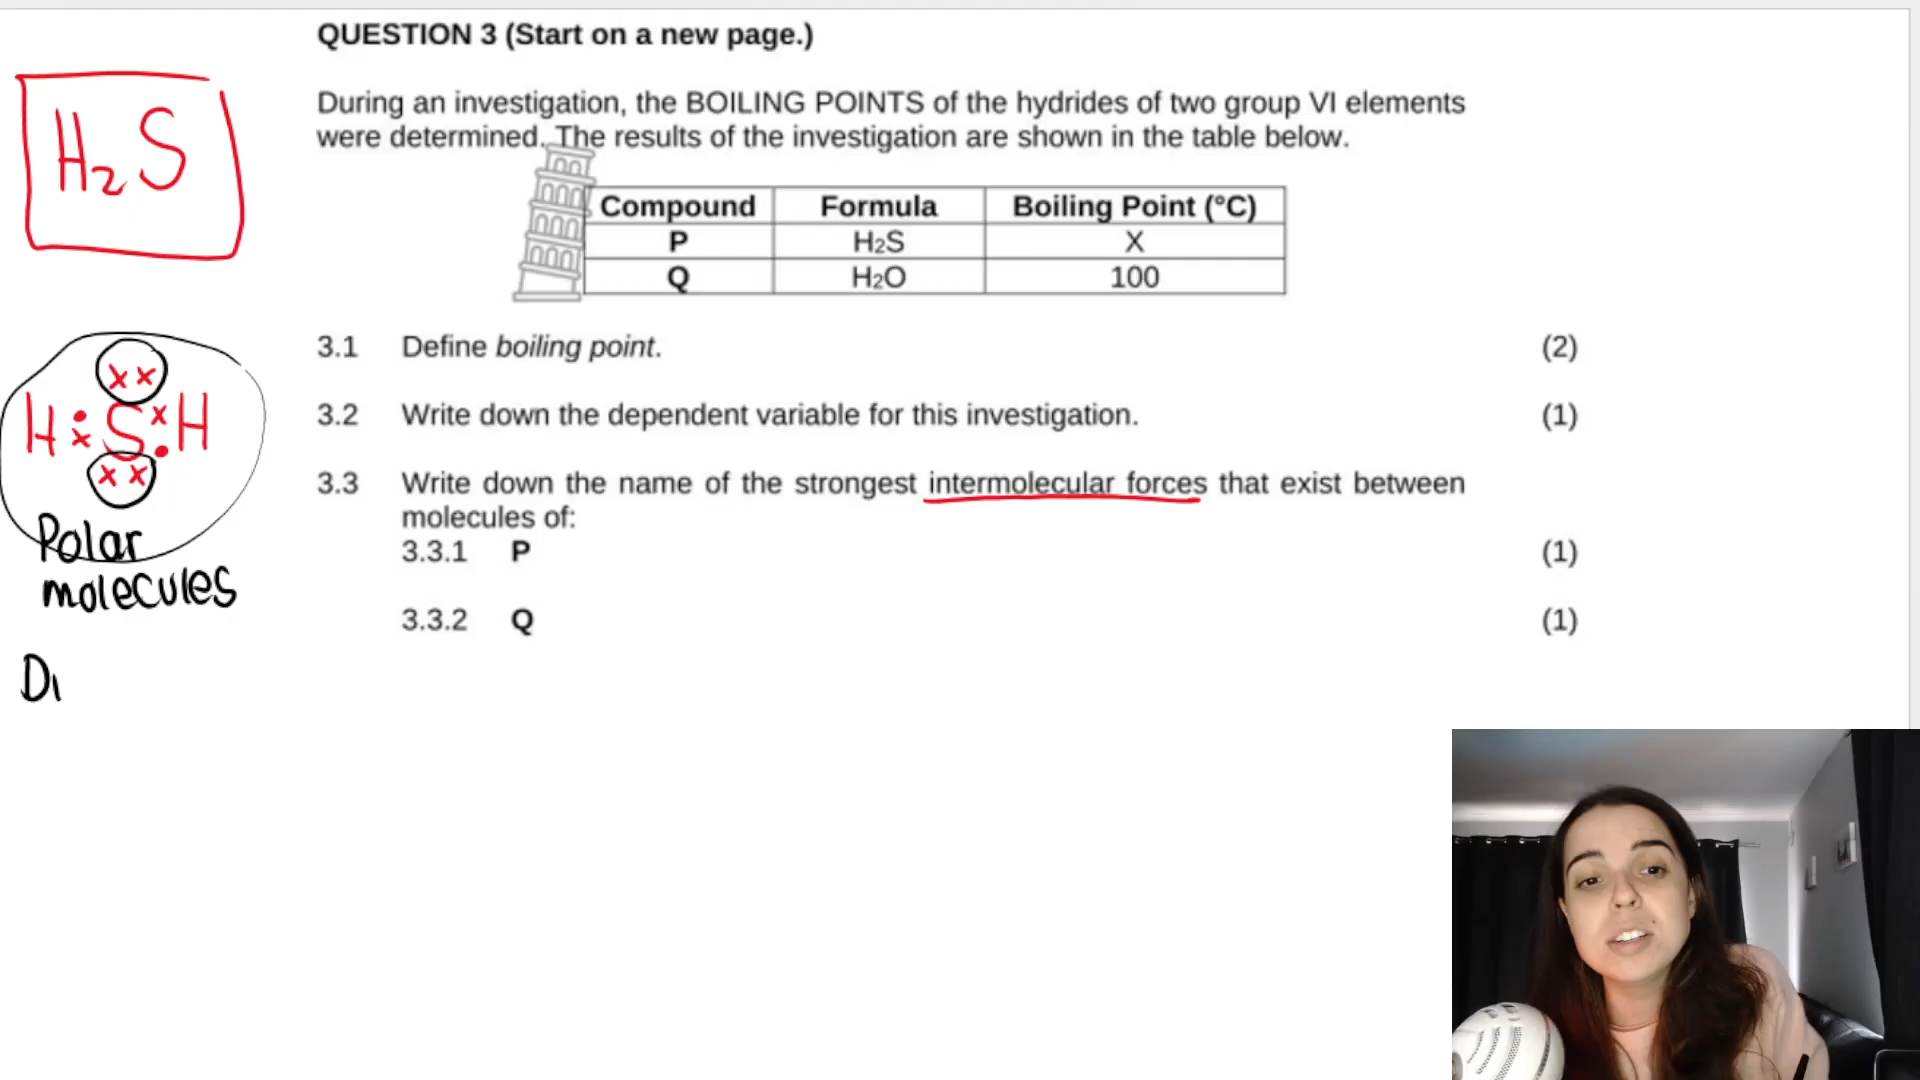 QUESTION 3 (Start on a new page.)
During an investigation, the BOILING POINTS of the hydrides of two group VI elements
were determined. The results of the investigation are shown in the table below.
H₂S
Compound Formula Boiling Point (°C)
P H₂S X
Q H₂O 100
3.1 Define boiling point. (2)
x x
H : S x H
x x
3.2 Write down the dependent variable for this investigation. (1)
3.3 Write down the name of the strongest intermolecular forces that exist between
molecules of:
3.3.1 P (1)
Polar
molecules
3.3.2 Q (1)
Di